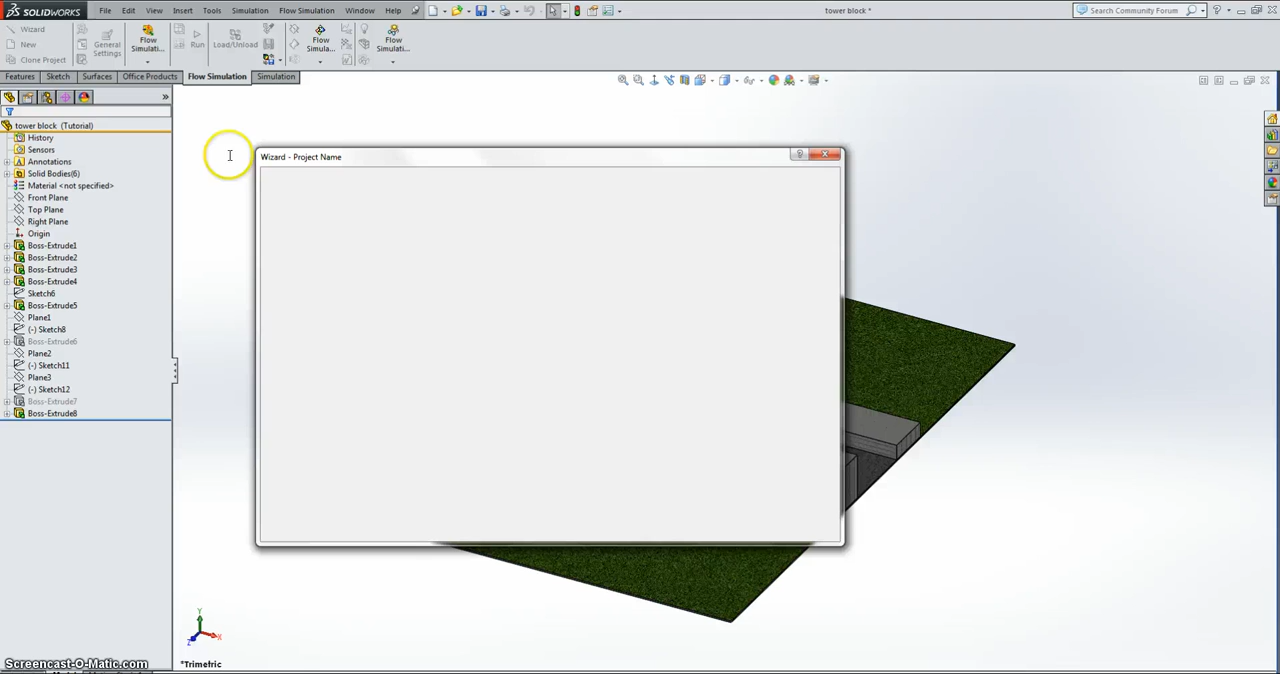 SOLIDWORKS File Edit View Insert Tools Simulation Flow Simulation Window Help tower block * Search Community Forum
Wizard
New
Clone Project
General Settings
Flow Simulati...
Run
Load/Unload
Flow Simula...
Flow Simulati...
Features Sketch Surfaces Office Products Flow Simulation Simulation
tower block (Tutorial)
History
Sensors
Annotations
Solid Bodies(6)
Material <not specified>
Front Plane
Top Plane
Right Plane
Origin
Boss-Extrude1
Boss-Extrude2
Boss-Extrude3
Boss-Extrude4
Sketch6
Boss-Extrude5
Plane1
(-) Sketch8
Boss-Extrude6
Plane2
(-) Sketch11
Plane3
(-) Sketch12
Boss-Extrude7
Boss-Extrude8
Wizard - Project Name
Y
X
Z
*Trimetric
Screencast-O-Matic.com